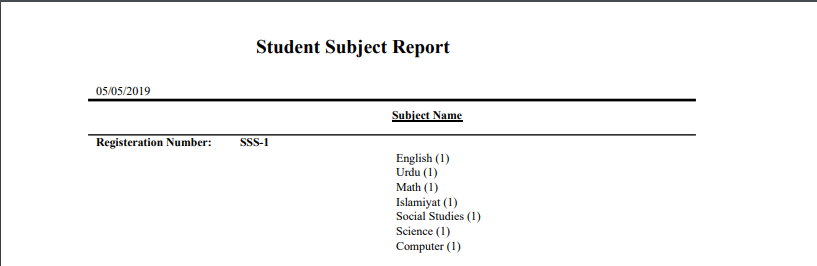 Student Subject Report
05/05/2019
Subject Name
Registeration Number: SSS-1
English (1)
Urdu (1)
Math (1)
Islamiyat (1)
Social Studies (1)
Science (1)
Computer (1)